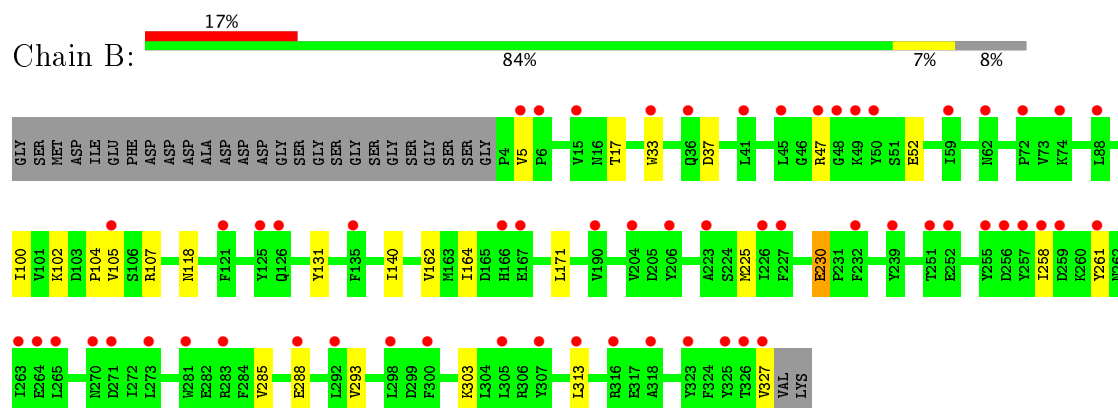 17%
Chain B:
84% 7% 8%
GLY SER MET ASP ILE GLU PHE ASP ASP ASP ALA ASP ASP ASP GLY SER GLY SER GLY SER GLY SER GLY SER SER GLY P4 V5 P6 V15 N16 T17 W33 Q36 D37 L41 L45 G46 R47 G48 K49 Y50 S51 E52 I59 N62 P72 V73 K74 L88
I100 V101 K102 D103 P104 V105 S106 R107 N118 F121 Y125 Q126 Y131 F135 I140 V162 M163 I164 D165 H166 E167 L171 V190 V204 D205 Y206 A223 S224 M225 I226 F227 E230 P231 F232 Y239 T251 E252 Y255 D256 Y257 I258 D259 K260 Y261 N262
I263 E264 L265 N270 D271 I272 L273 W281 E282 R283 F284 V285 E288 L292 V293 L298 D299 F300 K303 L304 L305 R306 Y307 L313 R316 E317 A318 Y323 F324 Y325 T326 V327 VAL LYS